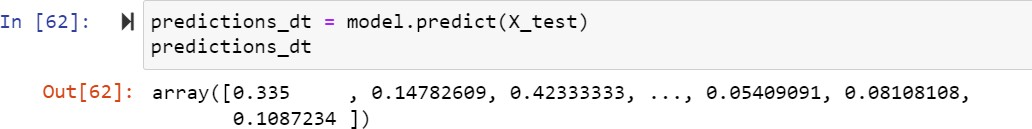 In [62]: predictions_dt = model.predict(X_test)
predictions_dt
Out[62]: array([0.335     , 0.14782609, 0.42333333, ..., 0.05409091, 0.08108108,
0.1087234 ])